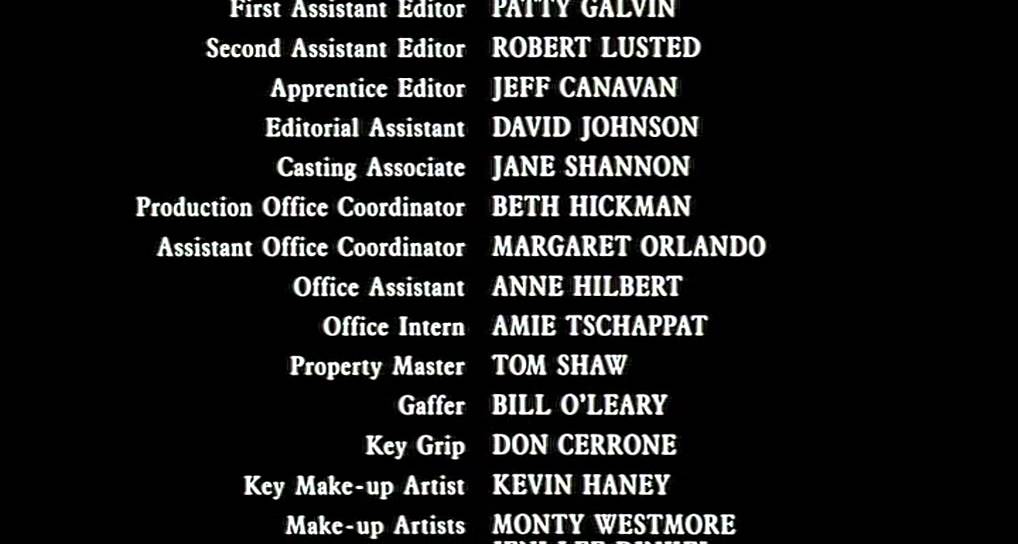 First Assistant Editor PATTY GALVIN
Second Assistant Editor ROBERT LUSTED
Apprentice Editor JEFF CANAVAN
Editorial Assistant DAVID JOHNSON
Casting Associate JANE SHANNON
Production Office Coordinator BETH HICKMAN
Assistant Office Coordinator MARGARET ORLANDO
Office Assistant ANNE HILBERT
Office Intern AMIE TSCHAPPAT
Property Master TOM SHAW
Gaffer BILL O'LEARY
Key Grip DON CERRONE
Key Make-up Artist KEVIN HANEY
Make-up Artists MONTY WESTMORE